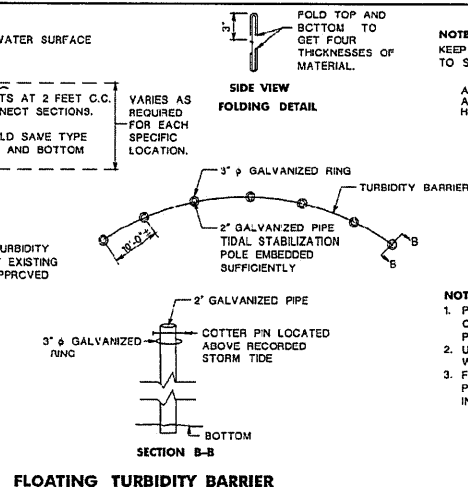 WATER SURFACE
3"
FOLD TOP AND
BOTTOM TO
GET FOUR
THICKNESSES OF
MATERIAL.
NOTE
KEEP
TO S
SIDE VIEW
FOLDING DETAIL
TS AT 2 FEET C.C.
NECT SECTIONS.
LD SAVE TYPE
AND BOTTOM
VARIES AS
REQUIRED
FOR EACH
SPECIFIC
LOCATION.
A
A
H
3" ϕ GALVANIZED RING
TURBIDITY BARRIER
10'-0"±
2" GALVANIZED PIPE
TIDAL STABILIZATION
POLE EMBEDDED
SUFFICIENTLY
B
B
TURBIDITY
EXISTING
APPROVED
2" GALVANIZED PIPE
3" ϕ GALVANIZED
RING
COTTER PIN LOCATED
ABOVE RECORDED
STORM TIDE
BOTTOM
SECTION B-B
NOT
1. P
C
P
2. U
W
3. F
P
IN
FLOATING TURBIDITY BARRIER